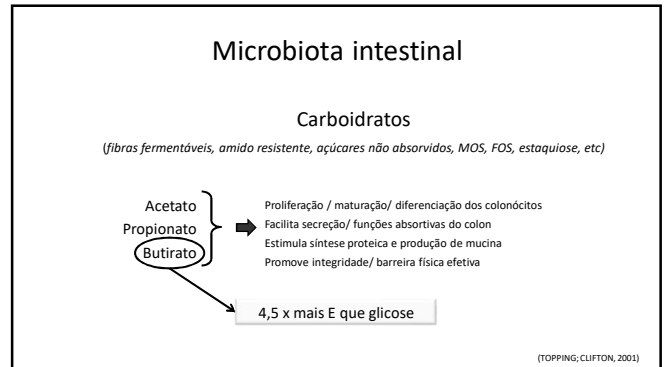 Microbiota intestinal
Carboidratos
(fibras fermentáveis, amido resistente, açúcares não absorvidos, MOS, FOS, estaquiose, etc)
Acetato
Propionato
Butirato
Proliferação / maturação/ diferenciação dos colonócitos
Facilita secreção/ funções absortivas do colon
Estimula síntese proteica e produção de mucina
Promove integridade/ barreira física efetiva
4,5 x mais E que glicose
(TOPPING; CLIFTON, 2001)